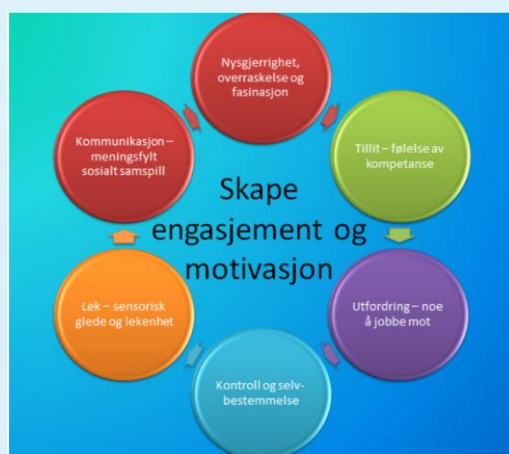 Nysgjerrighet,
overraskelse og
fasinasjon
Tillit – følelse av
kompetanse
Utfordring – noe
å jobbe mot
Kontroll og selv-
bestemmelse
Lek – sensorisk
glede og lekenhet
Kommunikasjon –
meningsfylt
sosialt samspill
Skape
engasjement og
motivasjon